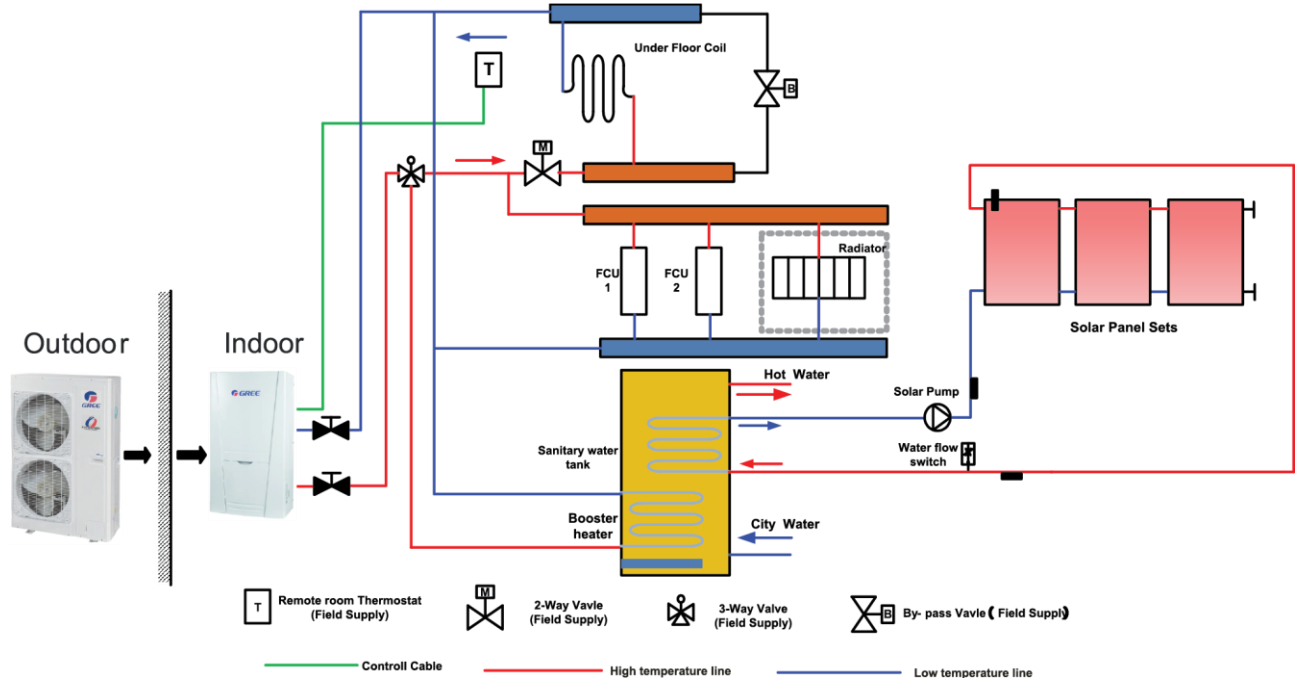 Under Floor Coil
T
B
M
Radiator
FCU
1
FCU
2
Solar Panel Sets
Outdoor
Indoor
GREE
GREE
Hot Water
Solar Pump
Sanitary water
tank
Water flow
switch
Booster
heater
City Water
T
Remote room Thermostat
(Field Supply)
M
2-Way Vavle
(Field Supply)
3-Way Valve
(Field Supply)
B
By- pass Vavle ( Field Supply)
Controll Cable
High temperature line
Low temperature line